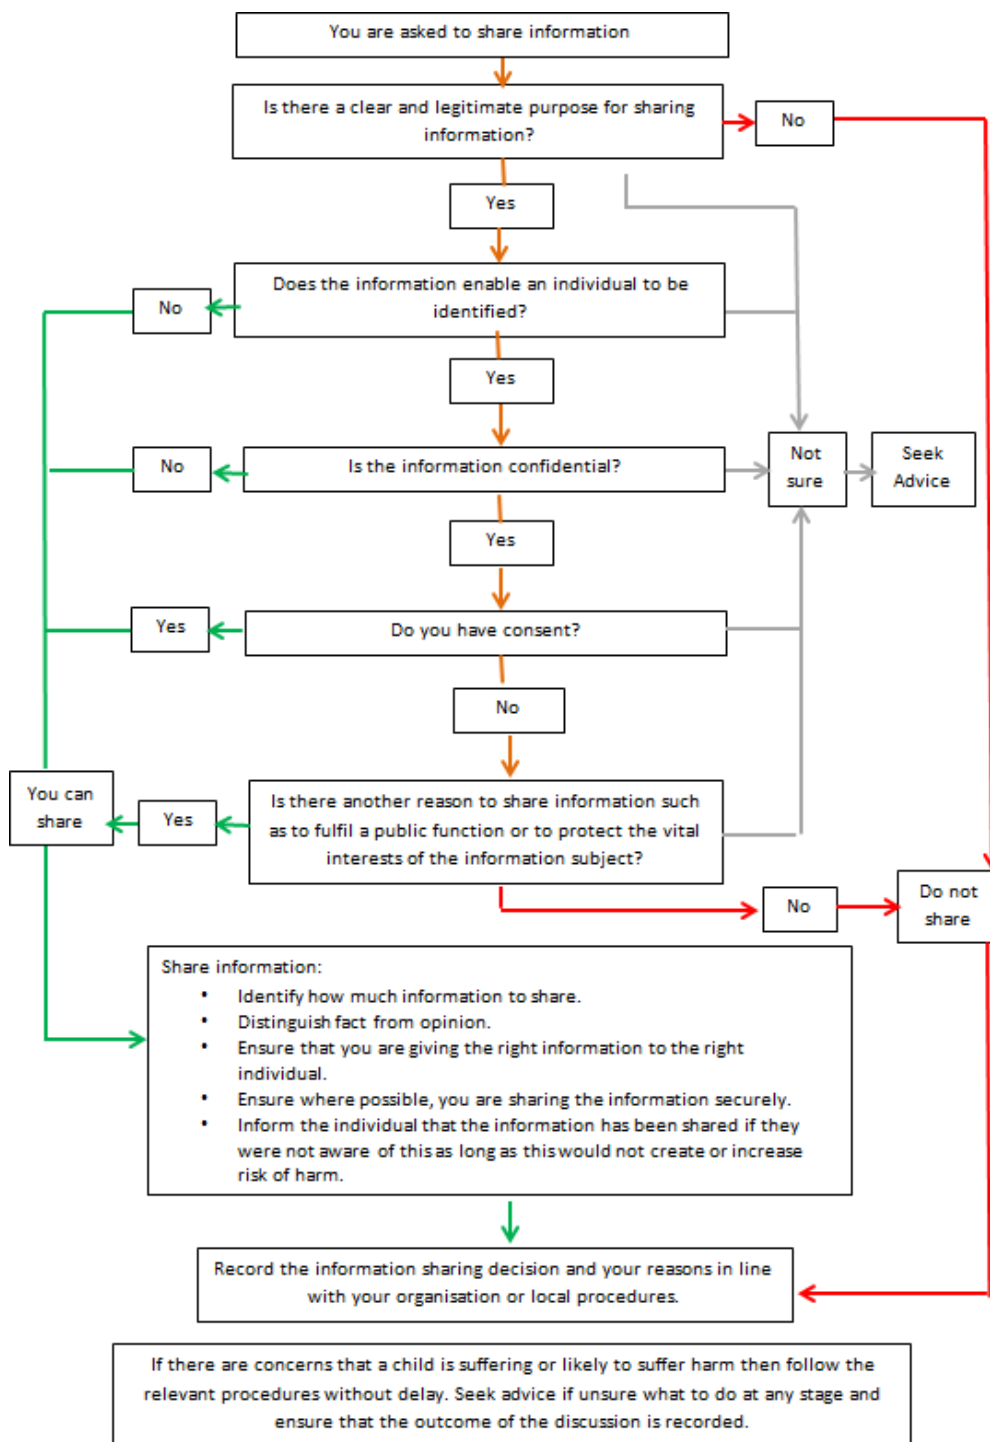 You are asked to share information
Is there a clear and legitimate purpose for sharing
information?
No
Yes
Does the information enable an individual to be
identified?
No
Yes
Is the information confidential?
No
Not
sure
Seek
Advice
Yes
Do you have consent?
Yes
No
Is there another reason to share information such
as to fulfil a public function or to protect the vital
interests of the information subject?
Yes
You can
share
No
Do not
share
Share information:
• Identify how much information to share.
• Distinguish fact from opinion.
• Ensure that you are giving the right information to the right
individual.
• Ensure where possible, you are sharing the information securely.
• Inform the individual that the information has been shared if they
were not aware of this as long as this would not create or increase
risk of harm.
Record the information sharing decision and your reasons in line
with your organisation or local procedures.
If there are concerns that a child is suffering or likely to suffer harm then follow the
relevant procedures without delay. Seek advice if unsure what to do at any stage and
ensure that the outcome of the discussion is recorded.